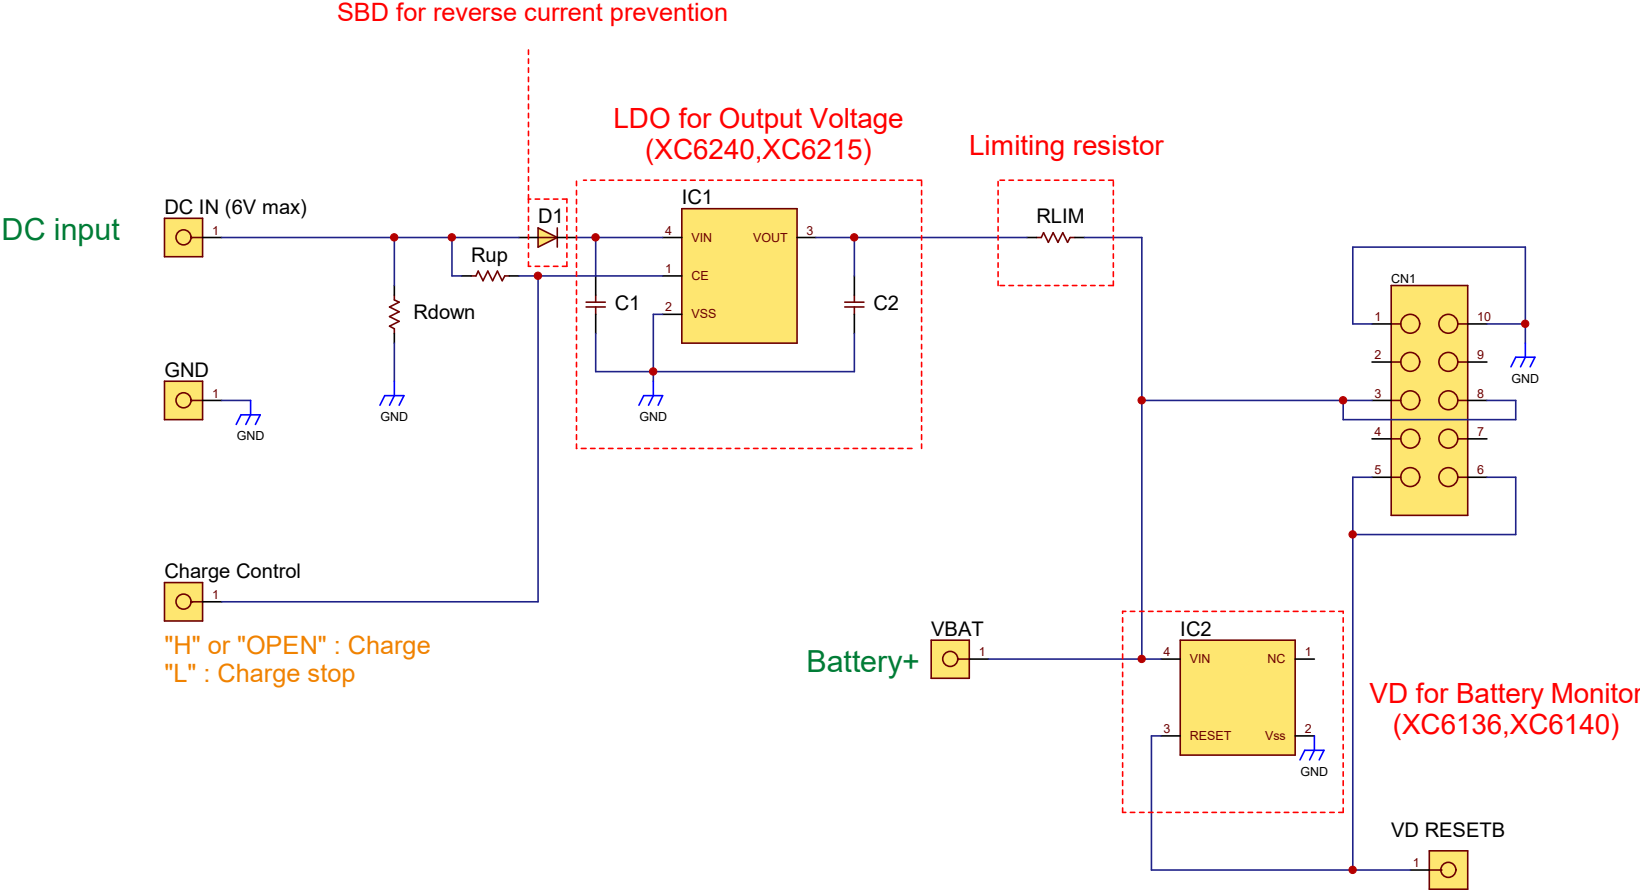 SBD for reverse current prevention
LDO for Output Voltage
(XC6240,XC6215)
Limiting resistor
DC input
DC IN (6V max)
1
D1
IC1
4
VIN
VOUT
3
RLIM
Rup
1
CE
Rdown
C1
2
VSS
C2
GND
GND
GND
1
GND
CN1
1
10
2
9
3
8
4
7
5
6
GND
Charge Control
1
"H" or "OPEN" : Charge
"L" : Charge stop
Battery+
VBAT
1
IC2
4
VIN
NC
1
3
RESET
Vss
2
GND
VD for Battery Monitor
(XC6136,XC6140)
VD RESETB
1